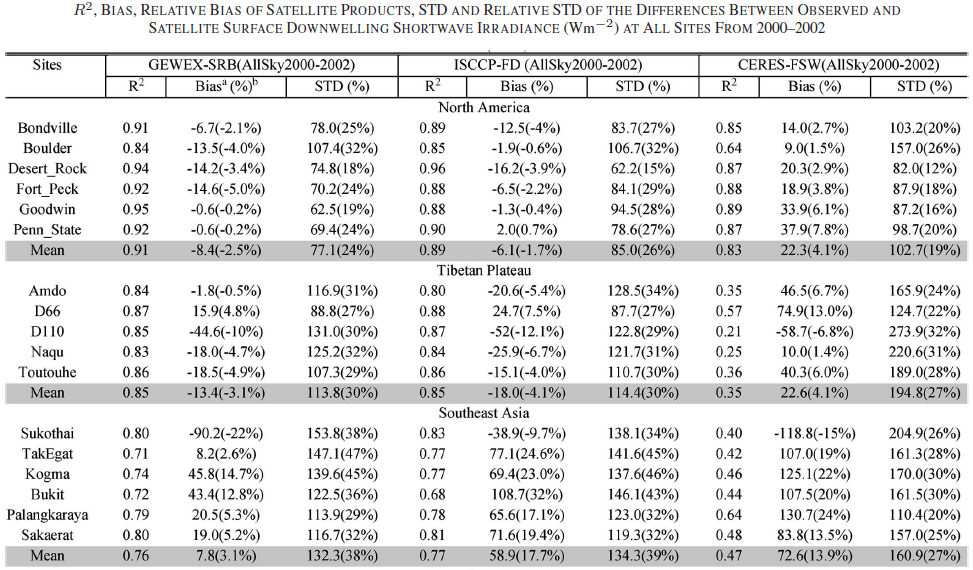 R², BIAS, RELATIVE BIAS OF SATELLITE PRODUCTS, STD AND RELATIVE STD OF THE DIFFERENCES BETWEEN OBSERVED AND
SATELLITE SURFACE DOWNWELLING SHORTWAVE IRRADIANCE (Wm−2) AT ALL SITES FROM 2000–2002
Sites GEWEX-SRB(AllSky2000-2002) ISCCP-FD (AllSky2000-2002) CERES-FSW(AllSky2000-2002)
R² Biasᵃ (%)ᵇ STD (%) R² Bias (%) STD (%) R² Bias (%) STD (%)
North America
Bondville 0.91 -6.7(-2.1%) 78.0(25%) 0.89 -12.5(-4%) 83.7(27%) 0.85 14.0(2.7%) 103.2(20%)
Boulder 0.84 -13.5(-4.0%) 107.4(32%) 0.85 -1.9(-0.6%) 106.7(32%) 0.64 9.0(1.5%) 157.0(26%)
Desert_Rock 0.94 -14.2(-3.4%) 74.8(18%) 0.96 -16.2(-3.9%) 62.2(15%) 0.87 20.3(2.9%) 82.0(12%)
Fort_Peck 0.92 -14.6(-5.0%) 70.2(24%) 0.88 -6.5(-2.2%) 84.1(29%) 0.88 18.9(3.8%) 87.9(18%)
Goodwin 0.95 -0.6(-0.2%) 62.5(19%) 0.88 -1.3(-0.4%) 94.5(28%) 0.89 33.9(6.1%) 87.2(16%)
Penn_State 0.92 -0.6(-0.2%) 69.4(24%) 0.90 2.0(0.7%) 78.6(27%) 0.87 37.9(7.8%) 98.7(20%)
Mean 0.91 -8.4(-2.5%) 77.1(24%) 0.89 -6.1(-1.7%) 85.0(26%) 0.83 22.3(4.1%) 102.7(19%)
Tibetan Plateau
Amdo 0.84 -1.8(-0.5%) 116.9(31%) 0.80 -20.6(-5.4%) 128.5(34%) 0.35 46.5(6.7%) 165.9(24%)
D66 0.87 15.9(4.8%) 88.8(27%) 0.88 24.7(7.5%) 87.7(27%) 0.57 74.9(13.0%) 124.7(22%)
D110 0.85 -44.6(-10%) 131.0(30%) 0.87 -52(-12.1%) 122.8(29%) 0.21 -58.7(-6.8%) 273.9(32%)
Naqu 0.83 -18.0(-4.7%) 125.2(32%) 0.84 -25.9(-6.7%) 121.7(31%) 0.25 10.0(1.4%) 220.6(31%)
Toutouhe 0.86 -18.5(-4.9%) 107.3(29%) 0.86 -15.1(-4.0%) 110.7(30%) 0.36 40.3(6.0%) 189.0(28%)
Mean 0.85 -13.4(-3.1%) 113.8(30%) 0.85 -18.0(-4.1%) 114.4(30%) 0.35 22.6(4.1%) 194.8(27%)
Southeast Asia
Sukothai 0.80 -90.2(-22%) 153.8(38%) 0.83 -38.9(-9.7%) 138.1(34%) 0.40 -118.8(-15%) 204.9(26%)
TakEgat 0.71 8.2(2.6%) 147.1(47%) 0.77 77.1(24.6%) 141.6(45%) 0.42 107.0(19%) 161.3(28%)
Kogma 0.74 45.8(14.7%) 139.6(45%) 0.77 69.4(23.0%) 137.6(46%) 0.46 125.1(22%) 170.0(30%)
Bukit 0.72 43.4(12.8%) 122.5(36%) 0.68 108.7(32%) 146.1(43%) 0.44 107.5(20%) 161.5(30%)
Palangkaraya 0.79 20.5(5.3%) 113.9(29%) 0.78 65.6(17.1%) 123.0(32%) 0.64 130.7(24%) 110.4(20%)
Sakaerat 0.80 19.0(5.2%) 116.7(32%) 0.81 71.6(19.4%) 119.3(32%) 0.48 83.8(13.5%) 157.0(25%)
Mean 0.76 7.8(3.1%) 132.3(38%) 0.77 58.9(17.7%) 134.3(39%) 0.47 72.6(13.9%) 160.9(27%)